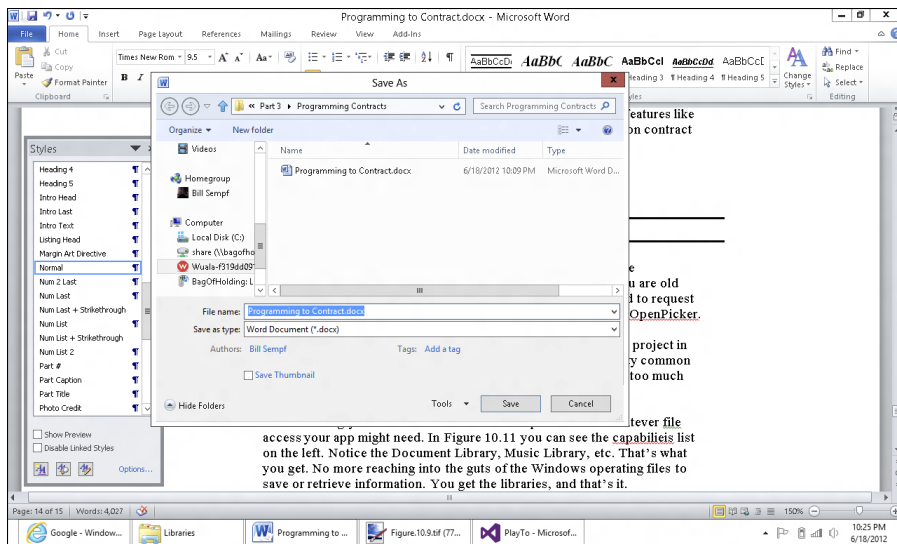 Programming to Contract.docx - Microsoft Word
File Home Insert Page Layout References Mailings Review View Add-Ins
Cut
Copy
Format Painter
Paste
Clipboard
Times New Rom 9.5
B I
AaBbCcDc AaBbC AaBbC AaBbCcI AaBbCcDd AaBbCcE
Heading 3 ¶ Heading 4 ¶ Heading 5
Change
Styles
Find
Replace
Select
Editing
Save As
« Part 3 Programming Contracts
Search Programming Contracts
Organize New folder
Videos
Homegroup
Bill Sempf
Computer
Local Disk (C:)
share (\\bagofho
Wuala-f319dd09
BagOfHolding: L
Name Date modified Type
Programming to Contract.docx 6/18/2012 10:09 PM Microsoft Word D...
File name: Programming to Contract.docx
Save as type: Word Document (*.docx)
Authors: Bill Sempf Tags: Add a tag
Save Thumbnail
Hide Folders Tools Save Cancel
Styles
Heading 4
Heading 5
Intro Head
Intro Last
Intro Text
Listing Head
Margin Art Directive
Normal
Num 2 Last
Num Last
Num Last + Strikethrough
Num List
Num List + Strikethrough
Num List 2
Part #
Part Caption
Part Title
Photo Credit
Show Preview
Disable Linked Styles
Options...
features like
on contract
e
u are old
d to request
OpenPicker.
project in
y common
too much
tever file
access your app might need. In Figure 10.11 you can see the capabilieis list
on the left. Notice the Document Library, Music Library, etc. That's what
you get. No more reaching into the guts of the Windows operating files to
save or retrieve information. You get the libraries, and that's it.
Page: 14 of 15 Words: 4,027 150%
Google - Window... Libraries Programming to ... Figure.10.9.tif (77... PlayTo - Microsof...
10:25 PM
6/18/2012